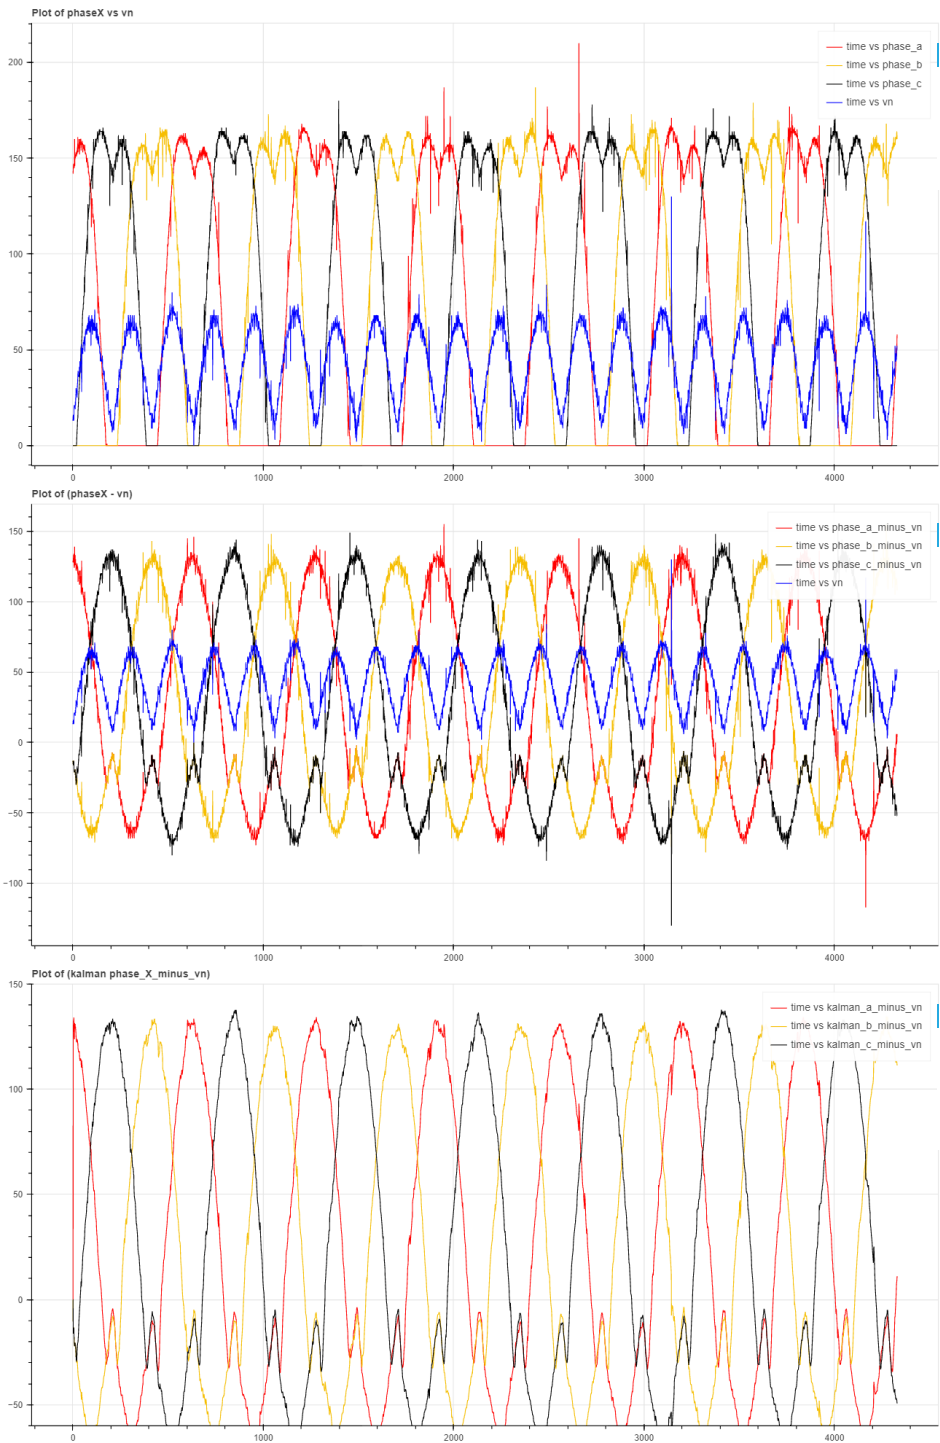 Plot of phaseX vs vn
time vs phase_a
time vs phase_b
time vs phase_c
time vs vn
200
150
100
50
0
0 1000 2000 3000 4000
Plot of (phaseX - vn)
time vs phase_a_minus_vn
time vs phase_b_minus_vn
time vs phase_c_minus_vn
time vs vn
150
100
50
0
−50
−100
0 1000 2000 3000 4000
Plot of (kalman phase_X_minus_vn)
time vs kalman_a_minus_vn
time vs kalman_b_minus_vn
time vs kalman_c_minus_vn
150
100
50
0
−50
0 1000 2000 3000 4000